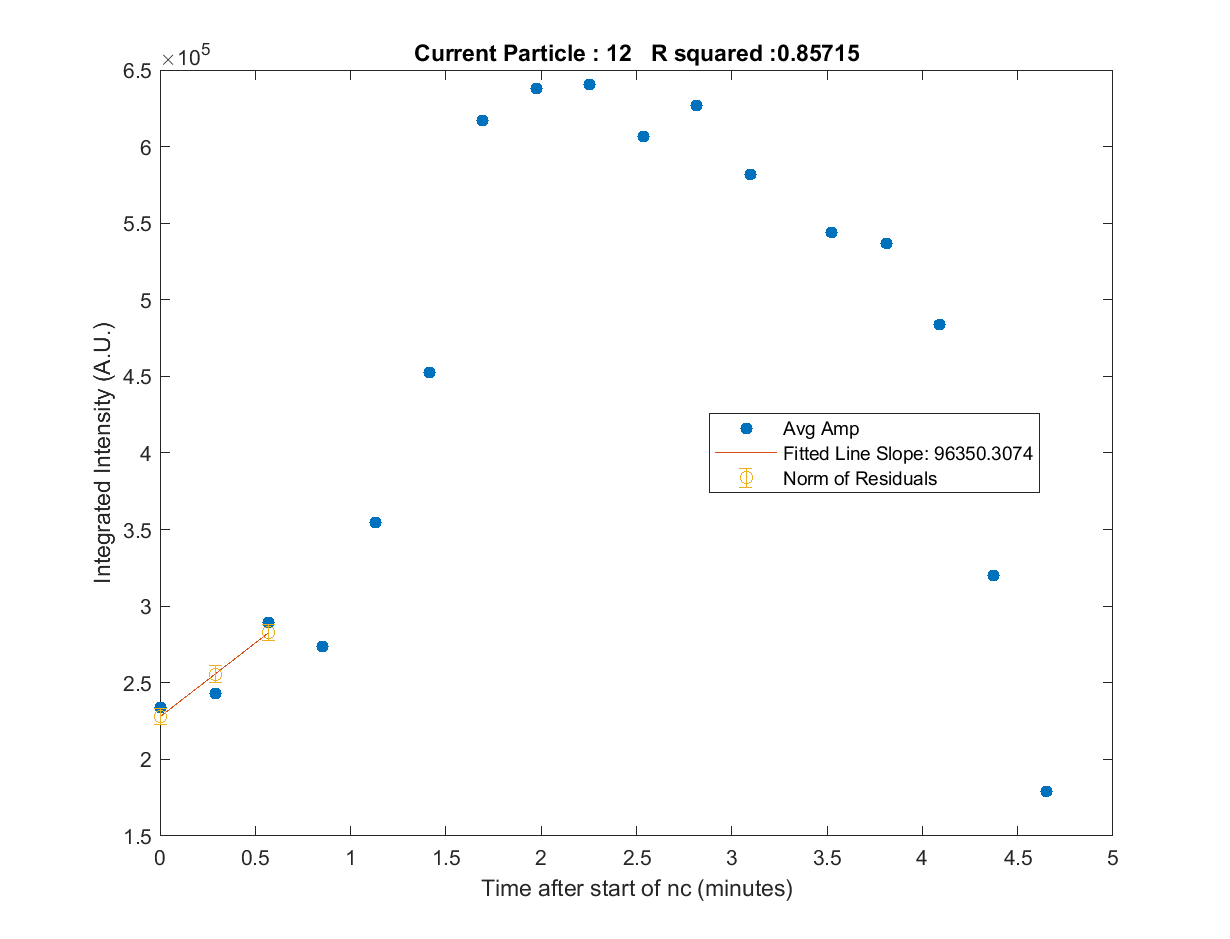 Current Particle : 12   R squared :0.85715
×10^5
6.5
6
5.5
5
4.5
4
3.5
3
2.5
2
1.5
Integrated Intensity (A.U.)
Avg Amp
Fitted Line Slope: 96350.3074
Norm of Residuals
0 0.5 1 1.5 2 2.5 3 3.5 4 4.5 5
Time after start of nc (minutes)